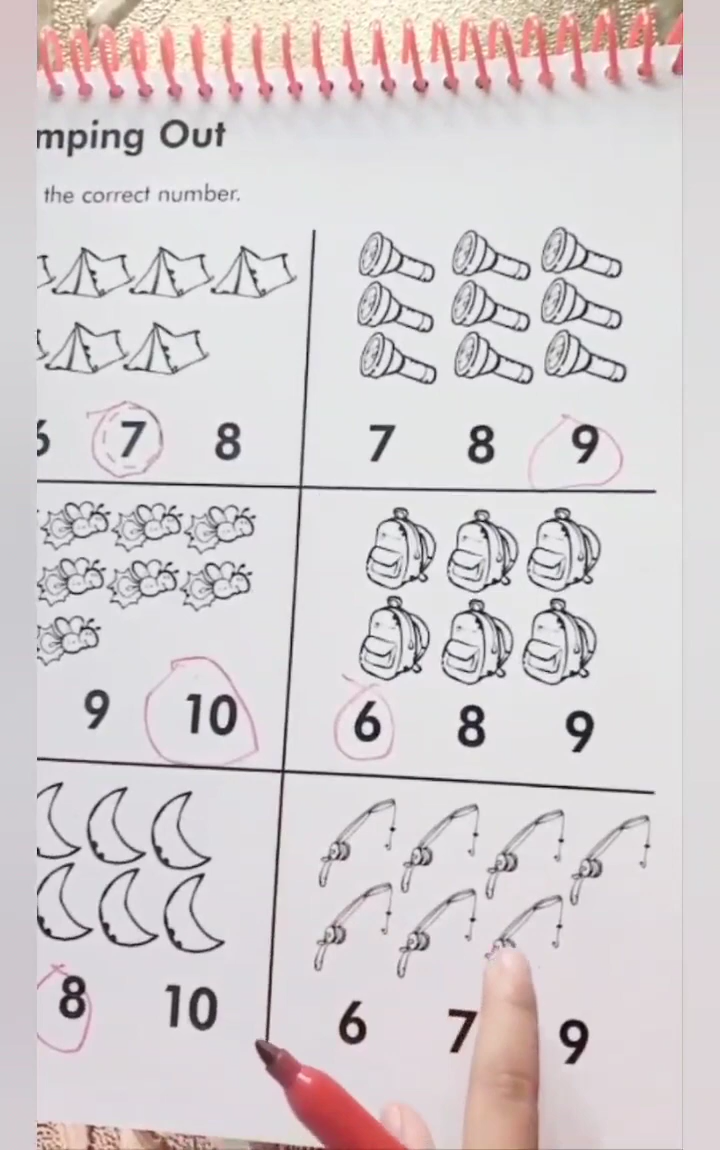 mping Out
the correct number.
7 8
7 8 9
9 10
6 8 9
8 10
6 7 9